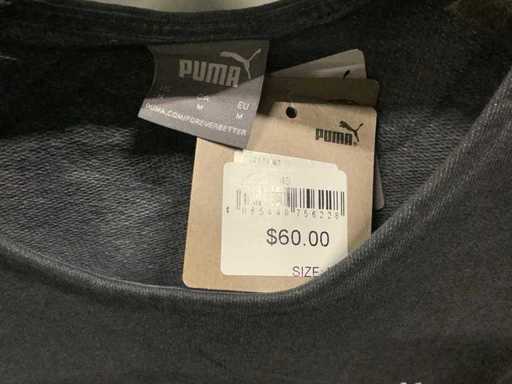 PUMA
CA EU
M M
PUMA.COM/FOREVERBETTER
PUMA
$60.00
SIZE